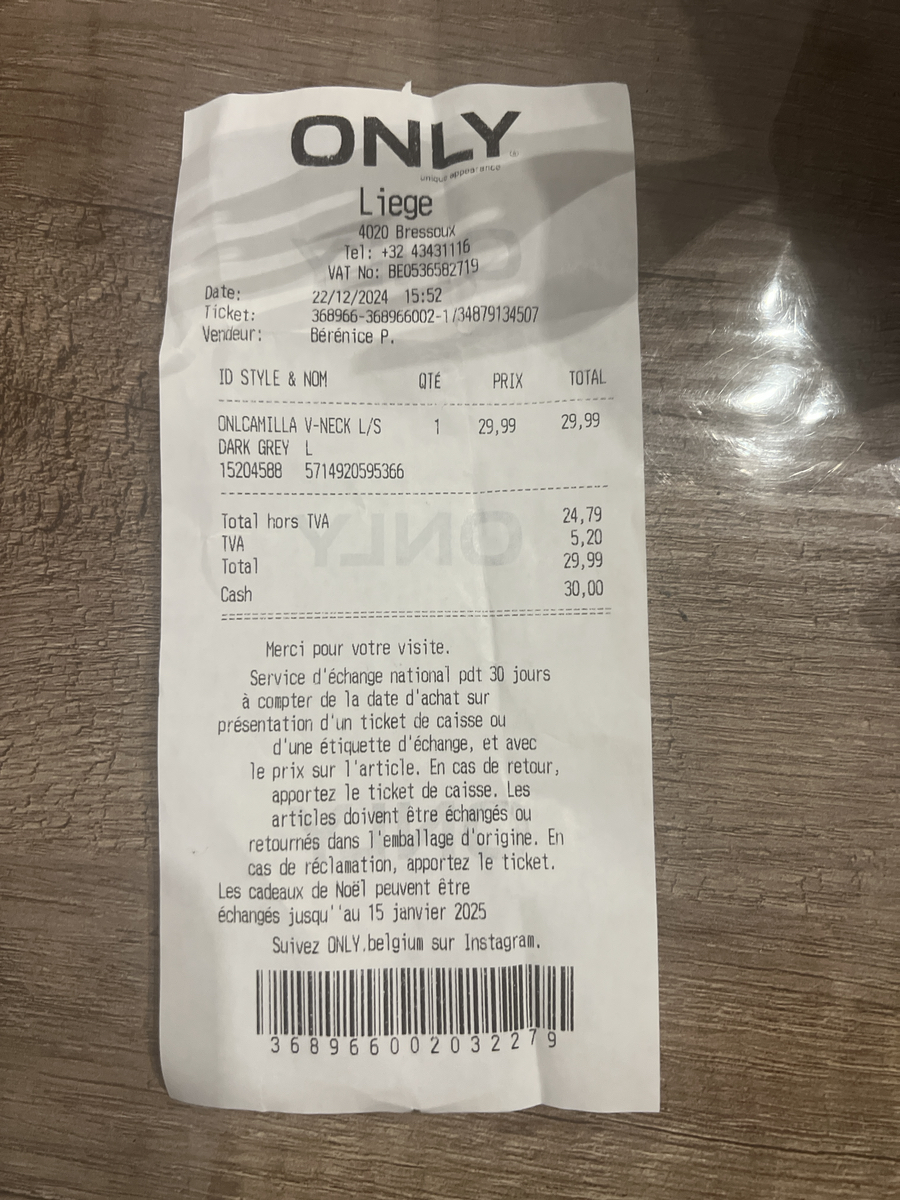 ONLY
unique appearance
Liege
4020 Bressoux
Tel: +32 43431116
VAT No: BE0536582719
Date: 22/12/2024 15:52
Ticket: 368966-368966002-1734879134507
Vendeur: Bérénice P.
ID STYLE & NOM QTÉ PRIX TOTAL
ONLCAMILLA V-NECK L/S 1 29,99 29,99
DARK GREY L
15204588 5714920595366
Total hors TVA 24,79
TVA 5,20
Total 29,99
Cash 30,00
Merci pour votre visite.
Service d'échange national pdt 30 jours
à compter de la date d'achat sur
présentation d'un ticket de caisse ou
d'une étiquette d'échange, et avec
le prix sur l'article. En cas de retour,
apportez le ticket de caisse. Les
articles doivent être échangés ou
retournés dans l'emballage d'origine. En
cas de réclamation, apportez le ticket.
Les cadeaux de Noël peuvent être
échangés jusqu''au 15 janvier 2025
Suivez ONLY.belgium sur Instagram.
368966002032279